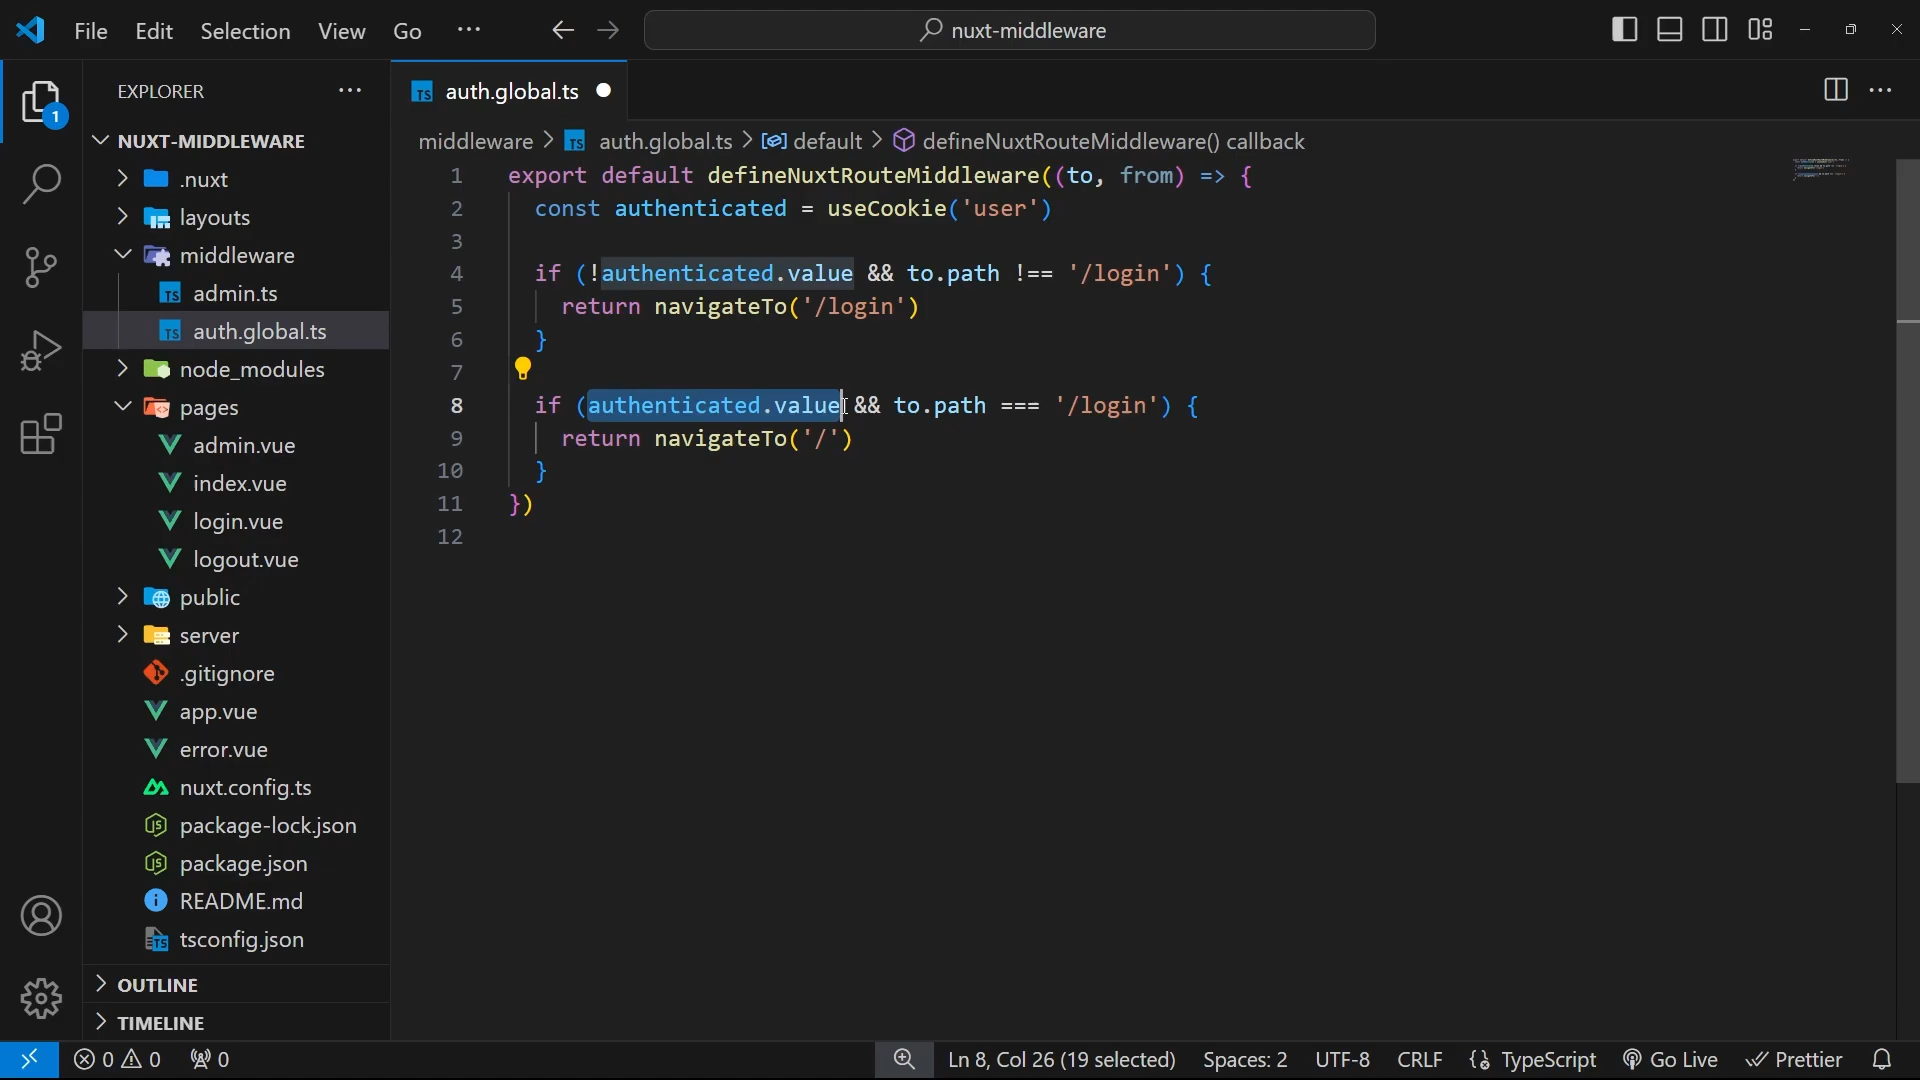 File Edit Selection View Go ···
nuxt-middleware
EXPLORER ···
1
NUXT-MIDDLEWARE
.nuxt
layouts
middleware
TS admin.ts
TS auth.global.ts
node_modules
pages
admin.vue
index.vue
login.vue
logout.vue
public
server
.gitignore
app.vue
error.vue
nuxt.config.ts
package-lock.json
package.json
README.md
tsconfig.json
OUTLINE
TIMELINE
TS auth.global.ts
middleware > TS auth.global.ts > default > defineNuxtRouteMiddleware() callback
1 export default defineNuxtRouteMiddleware((to, from) => {
2 const authenticated = useCookie('user')
3
4 if (!authenticated.value && to.path !== '/login') {
5 return navigateTo('/login')
6 }
7
8 if (authenticated.value && to.path === '/login') {
9 return navigateTo('/')
10 }
11 })
12
0 0 0 Ln 8, Col 26 (19 selected) Spaces: 2 UTF-8 CRLF {} TypeScript Go Live Prettier